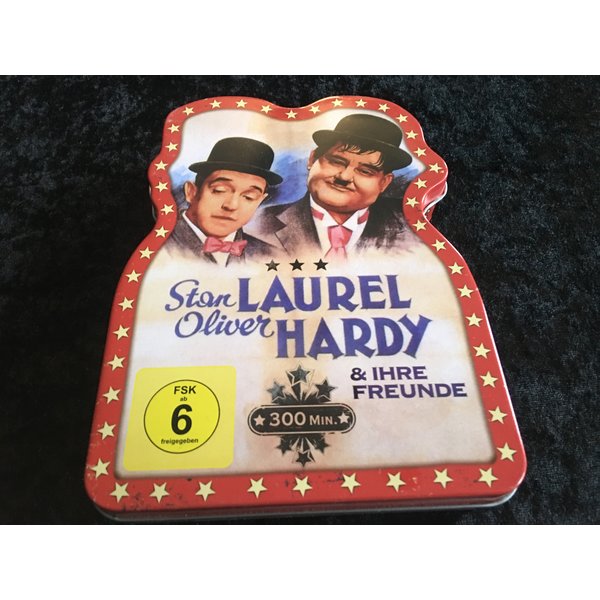 Stan LAUREL
Oliver HARDY
& IHRE
FREUNDE
300 MIN.
FSK
ab
6
freigegeben